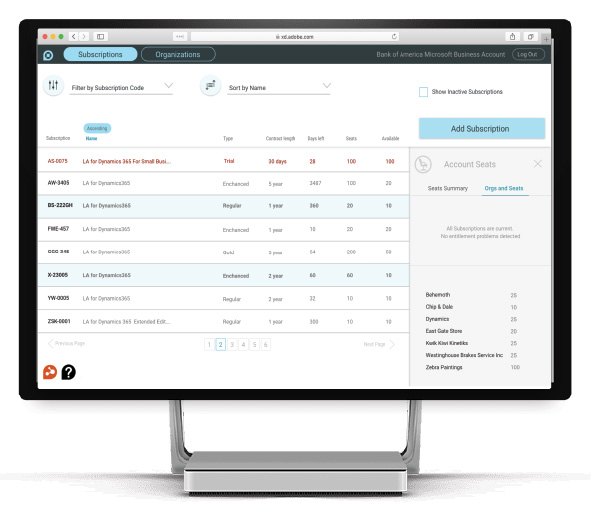 xd.adobe.com
Subscriptions Organizations Bank of America Microsoft Business Account Log Out
Filter by Subscription Code Sort by Name Show Inactive Subscriptions
Add Subscription
Ascending
Subscription Name Type Contract length Days left Seats Available
AS-0075 LA for Dynamics 365 For Small Busi... Trial 30 days 28 100 100
Account Seats
AW-3405 LA for Dynamics365 Enchanced 5 year 3487 100 20
Seats Summary Orgs and Seats
BS-222GH LA for Dynamics365 Regular 1 year 360 20 10
FWE-457 LA for Dynamics365 Enchanced 1 year 10 20 20
All Subscriptions are current.
No entitlement problems detected
LA for Dynamics365 Gold 2 year 54 200
X-23005 LA for Dynamics365 Enchanced 2 year 60 60 10
YW-0005 LA for Dynamics365 Regular 2 year 32 10 10
ZSK-0001 LA for Dynamics 365 Extended Edit... Regular 1 year 300 10 10
Previous Page 1 2 3 4 5 6 Next Page
Behemoth 25
Chip & Dale 10
Dynamics 25
East Gate Store 20
Kwik Kiwi Kinetiks 25
Westinghouse Brakes Service Inc 25
Zebra Paintings 100
?